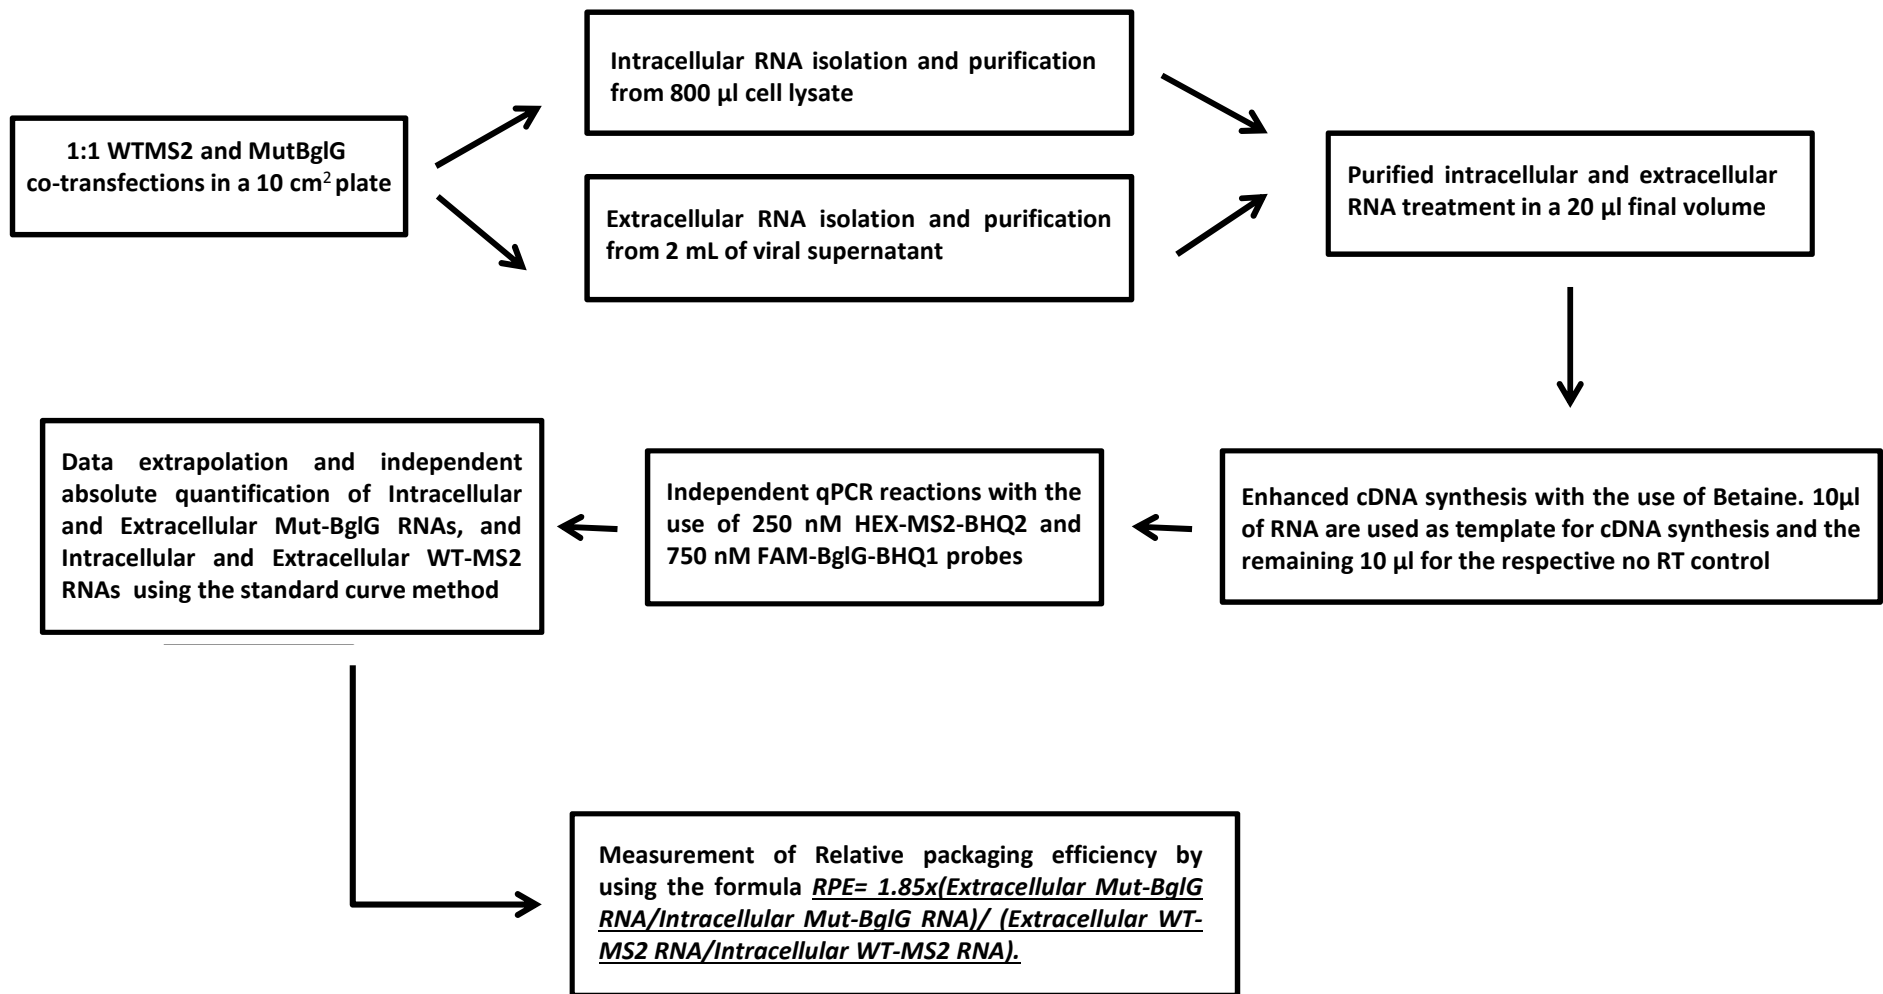 1:1 WTMS2 and MutBglG
co-transfections in a 10 cm² plate
Intracellular RNA isolation and purification
from 800 µl cell lysate
Extracellular RNA isolation and purification
from 2 mL of viral supernatant
Purified intracellular and extracellular
RNA treatment in a 20 µl final volume
Enhanced cDNA synthesis with the use of Betaine. 10µl
of RNA are used as template for cDNA synthesis and the
remaining 10 µl for the respective no RT control
Independent qPCR reactions with the
use of 250 nM HEX-MS2-BHQ2 and
750 nM FAM-BglG-BHQ1 probes
Data extrapolation and independent
absolute quantification of Intracellular
and Extracellular Mut-BglG RNAs, and
Intracellular and Extracellular WT-MS2
RNAs using the standard curve method
Measurement of Relative packaging efficiency by
using the formula RPE= 1.85x(Extracellular Mut-BglG
RNA/Intracellular Mut-BglG RNA)/ (Extracellular WT-
MS2 RNA/Intracellular WT-MS2 RNA).